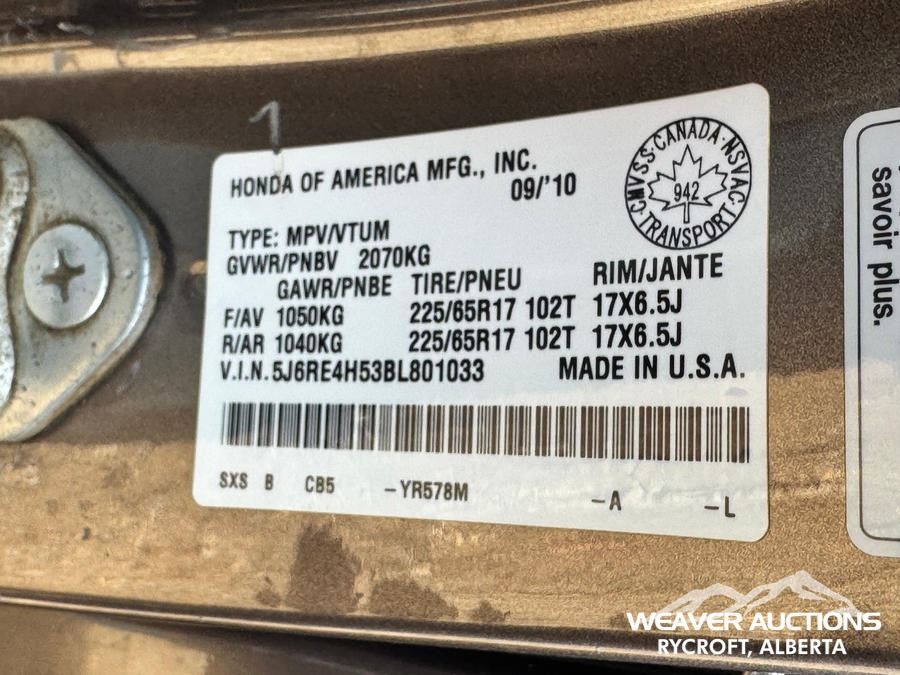 1
HONDA OF AMERICA MFG., INC.
09/'10
CMVSS·CANADA·NSVAC
942
TRANSPORT
TYPE: MPV/VTUM
GVWR/PNBV 2070KG
GAWR/PNBE TIRE/PNEU RIM/JANTE
F/AV 1050KG 225/65R17 102T 17X6.5J
R/AR 1040KG 225/65R17 102T 17X6.5J
V.I.N. 5J6RE4H53BL801033 MADE IN U.S.A.
SXS B CB5 -YR578M -A -L
savoir plus.
WEAVER AUCTIONS
RYCROFT, ALBERTA